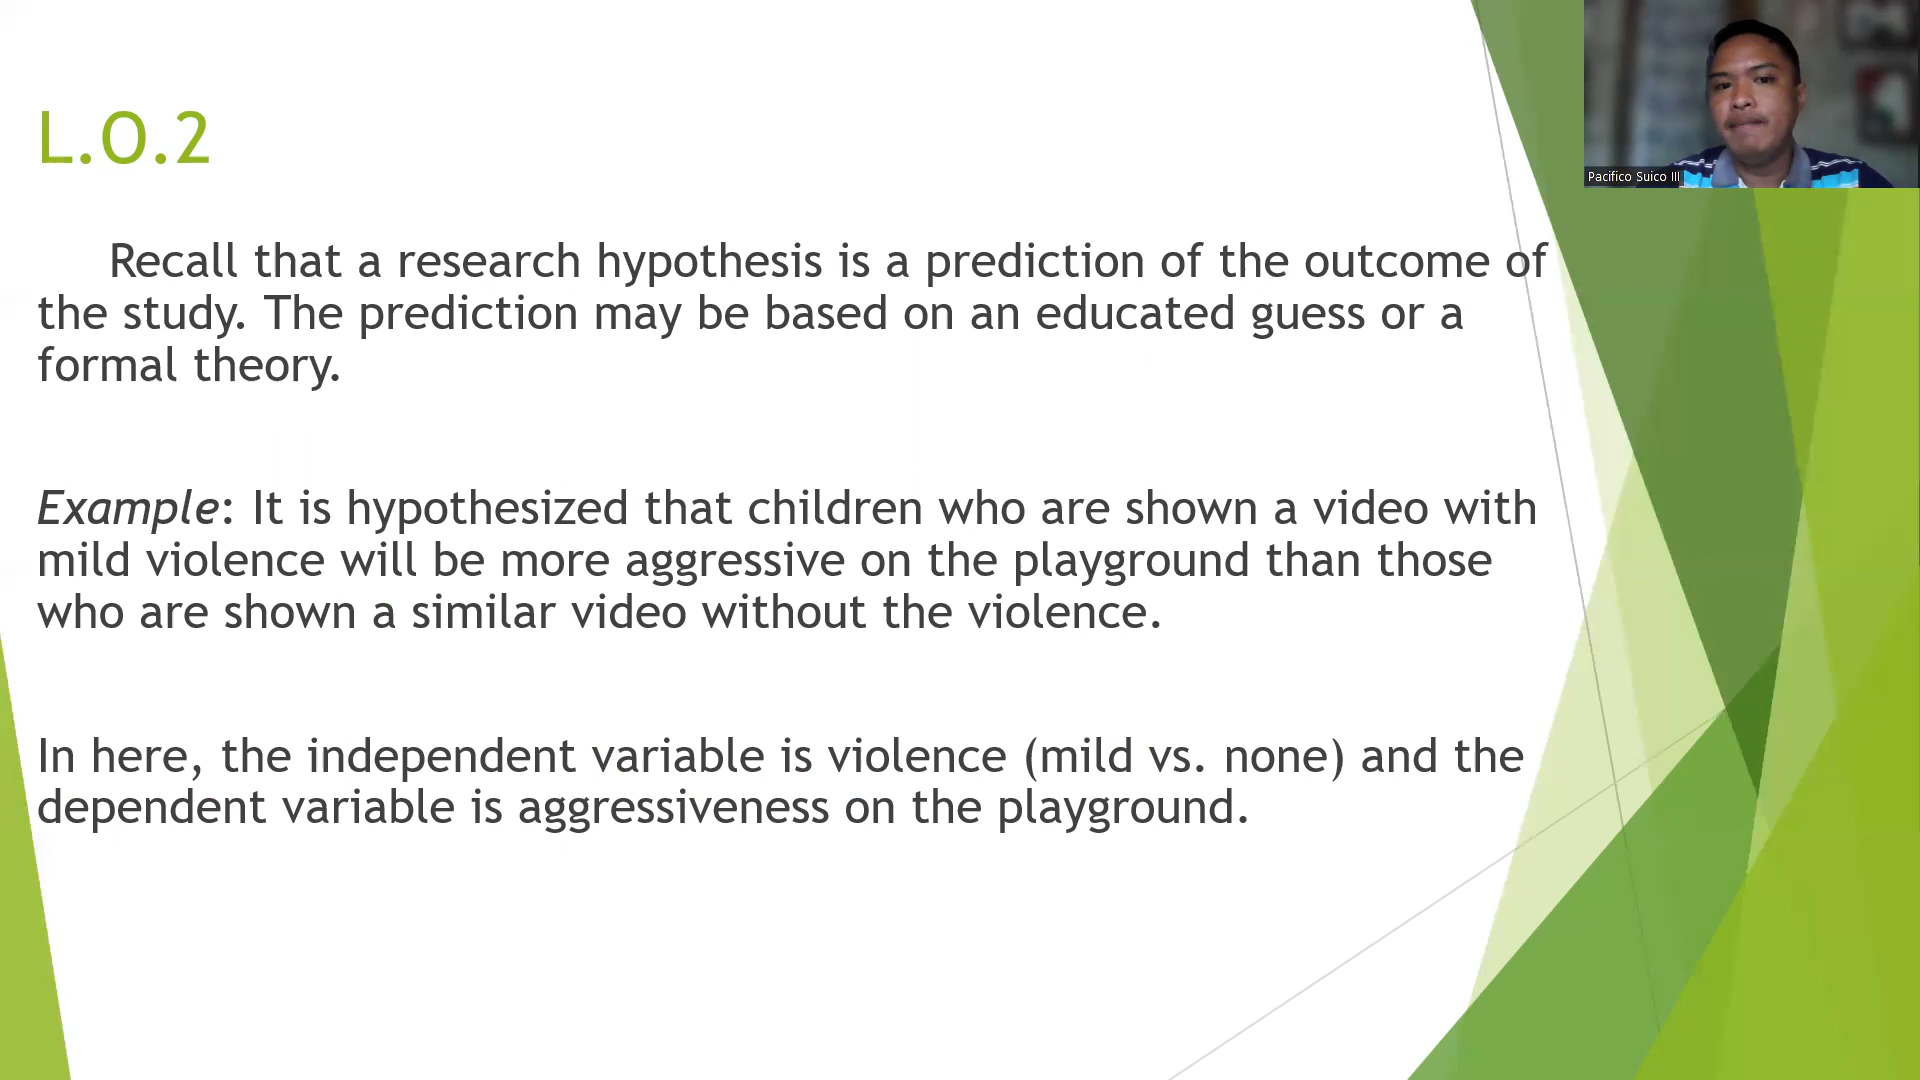 L.O.2
Pacifico Suico III
Recall that a research hypothesis is a prediction of the outcome of
the study. The prediction may be based on an educated guess or a
formal theory.
Example: It is hypothesized that children who are shown a video with
mild violence will be more aggressive on the playground than those
who are shown a similar video without the violence.
In here, the independent variable is violence (mild vs. none) and the
dependent variable is aggressiveness on the playground.